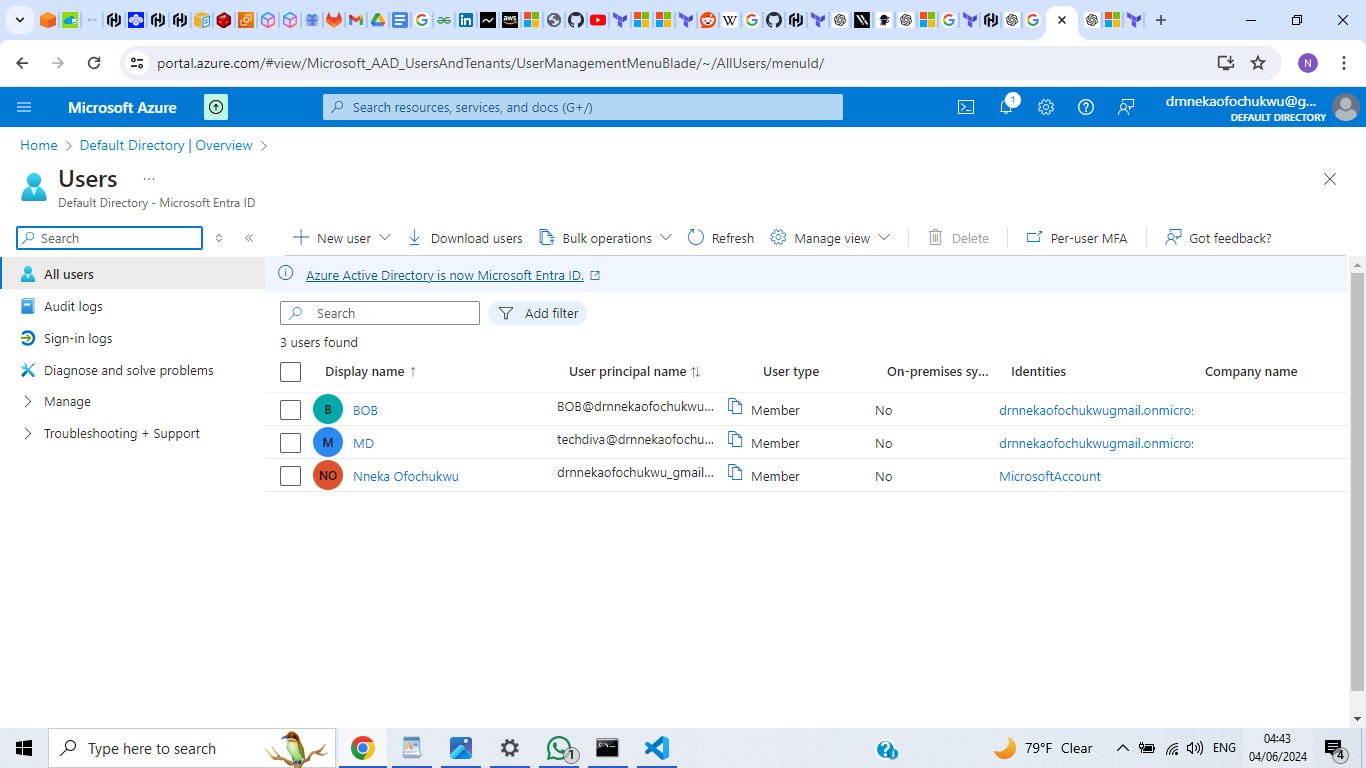 portal.azure.com/#view/Microsoft_AAD_UsersAndTenants/UserManagementMenuBlade/~/AllUsers/menuId/
N
Microsoft Azure
Search resources, services, and docs (G+/)
1
drnnekaofochukwu@g...
DEFAULT DIRECTORY
Home > Default Directory | Overview >
Users ...
Default Directory - Microsoft Entra ID
Search
New user Download users Bulk operations Refresh Manage view Delete Per-user MFA Got feedback?
All users
Audit logs
Sign-in logs
Diagnose and solve problems
Manage
Troubleshooting + Support
Azure Active Directory is now Microsoft Entra ID.
Search Add filter
3 users found
Display name ↑ User principal name ↑↓ User type On-premises sy... Identities Company name
B BOB BOB@drnnekaofochukwu... Member No drnnekaofochukwugmail.onmicros
M MD techdiva@drnnekaofochu... Member No drnnekaofochukwugmail.onmicros
NO Nneka Ofochukwu drnnekaofochukwu_gmail... Member No MicrosoftAccount
Type here to search
1
79°F Clear
ENG
04:43
04/06/2024
4